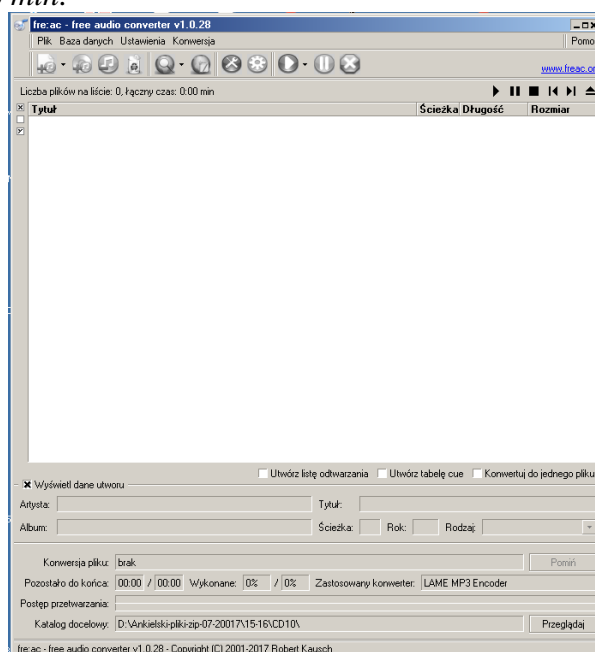 min.
fre:ac - free audio converter v1.0.28
Plik Baza danych Ustawienia Konwersja Pomo
www.freac.or
Liczba plików na liście: 0, łączny czas: 0:00 min
Tytuł Ścieżka Długość Rozmiar
Utwórz listę odtwarzania Utwórz tabelę cue Konwertuj do jednego pliku
Wyświetl dane utworu
Artysta: Tytuł:
Album: Ścieżka: Rok: Rodzaj:
Konwersja pliku: brak Pomiń
Pozostało do końca: 00:00 / 00:00 Wykonane: 0% / 0% Zastosowany konwerter: LAME MP3 Encoder
Postęp przetwarzania:
Katalog docelowy: D:\Ankielski-pliki-zip-07-20017\15-16\CD10\ Przeglądaj
fre:ac - free audio converter v1.0.28 - Copyright (C) 2001-2017 Robert Kausch